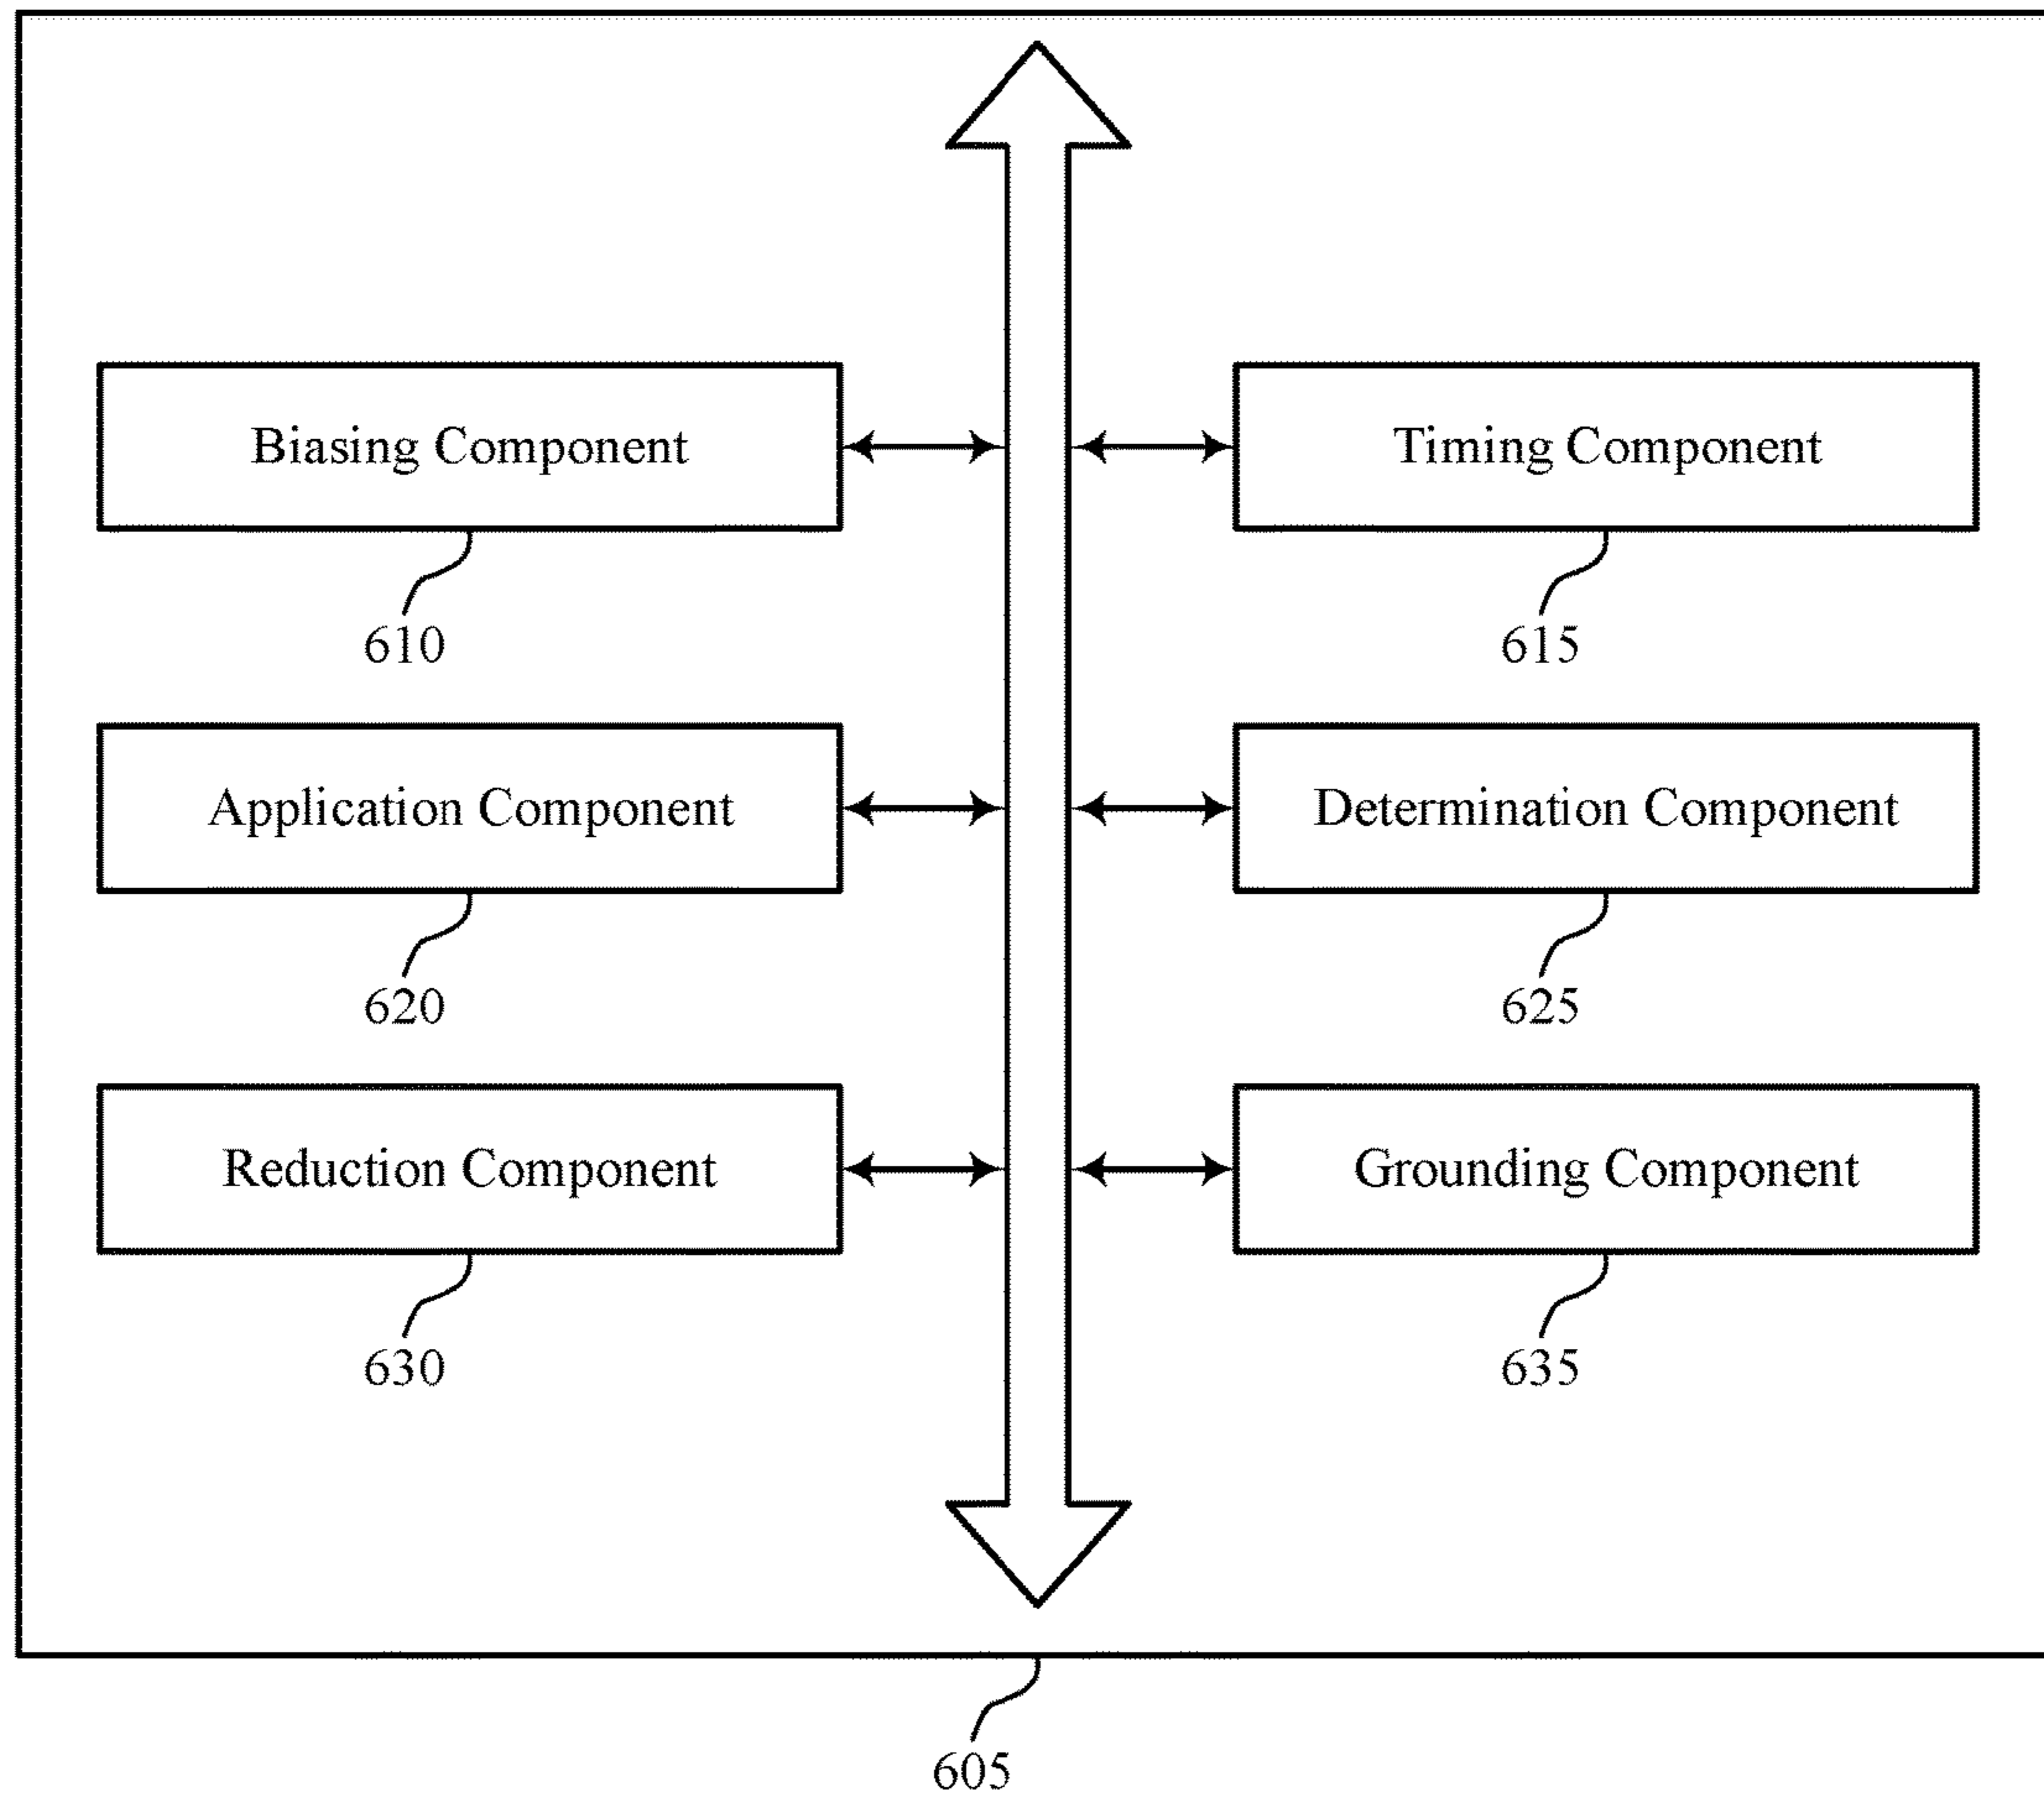 Biasing Component
Timing Component
610
615
Application Component
Determination Component
620
625
Reduction Component
Grounding Component
630
635
605